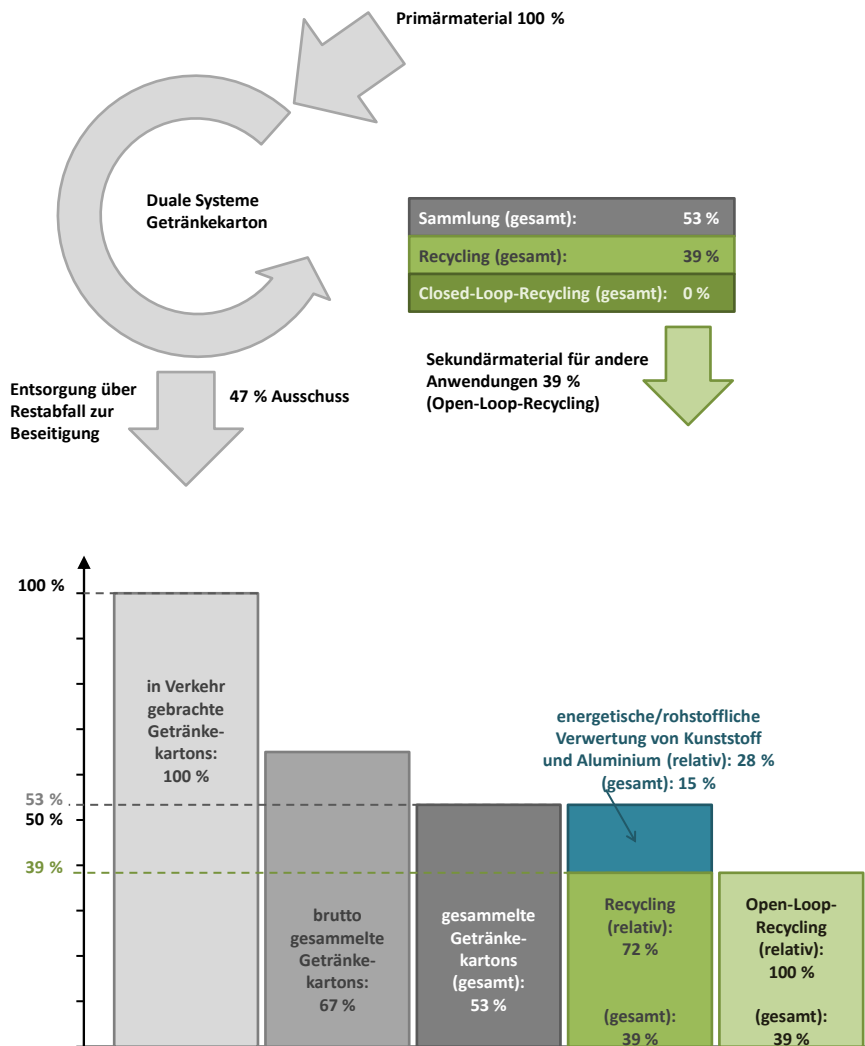 Primärmaterial 100 %
Duale Systeme
Getränkekarton
Sammlung (gesamt): 53 %
Recycling (gesamt): 39 %
Closed-Loop-Recycling (gesamt): 0 %
Sekundärmaterial für andere
Anwendungen 39 %
(Open-Loop-Recycling)
Entsorgung über
Restabfall zur
Beseitigung
47 % Ausschuss
100 %
53 %
50 %
39 %
in Verkehr
gebrachte
Getränke-
kartons:
100 %
brutto
gesammelte
Getränke-
kartons:
67 %
gesammelte
Getränke-
kartons
(gesamt):
53 %
energetische/rohstoffliche
Verwertung von Kunststoff
und Aluminium (relativ): 28 %
(gesamt): 15 %
Recycling
(relativ):
72 %
(gesamt):
39 %
Open-Loop-
Recycling
(relativ):
100 %
(gesamt):
39 %